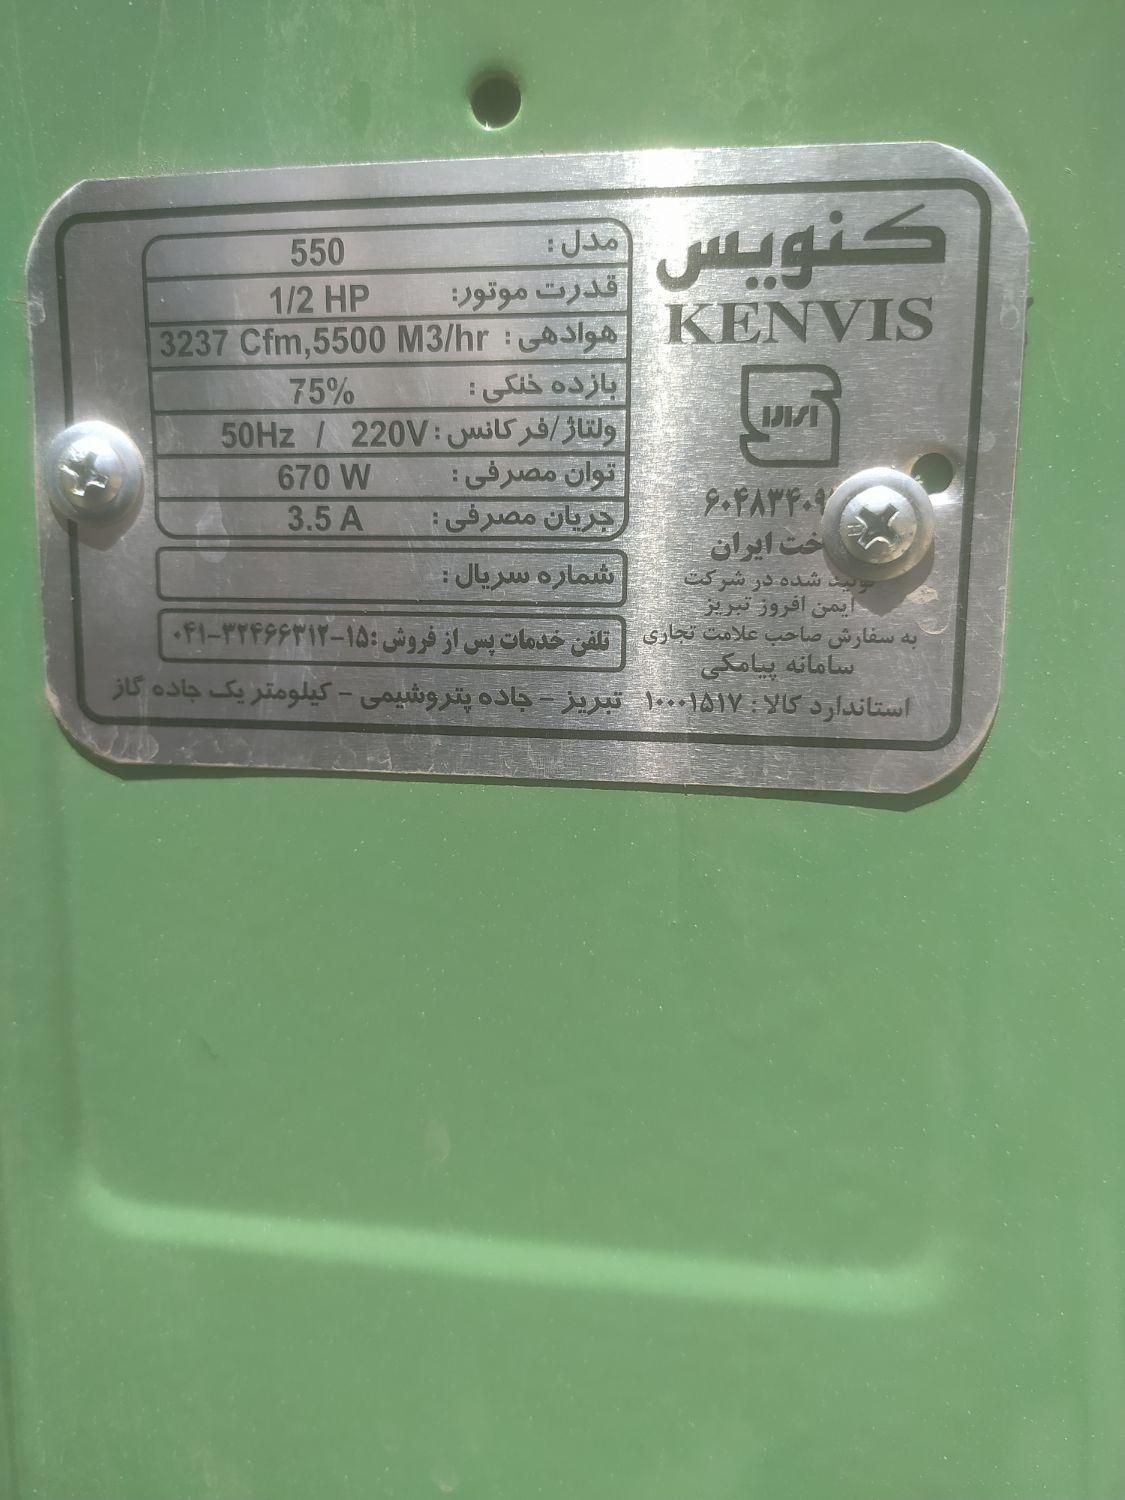 کنویس
KENVIS
۶۰۴۸۳۴۰۹
ایران
تولید شده در شرکت
ایمن افروز تبریز
به سفارش صاحب علامت تجاری
سامانه پیامکی
استاندارد کالا : ۱۰۰۰۱۵۱۷
مدل : 550
قدرت موتور: 1/2 HP
هوادهی : 3237 Cfm,5500 M3/hr
بازده خنکی : 75%
ولتاژ/فرکانس : 220V / 50Hz
توان مصرفی : 670 W
جریان مصرفی : 3.5 A
شماره سریال :
تلفن خدمات پس از فروش : ۱۵-۳۲۴۶۶۳۱۲-۰۴۱
تبریز - جاده پتروشیمی - کیلومتر یک جاده گاز